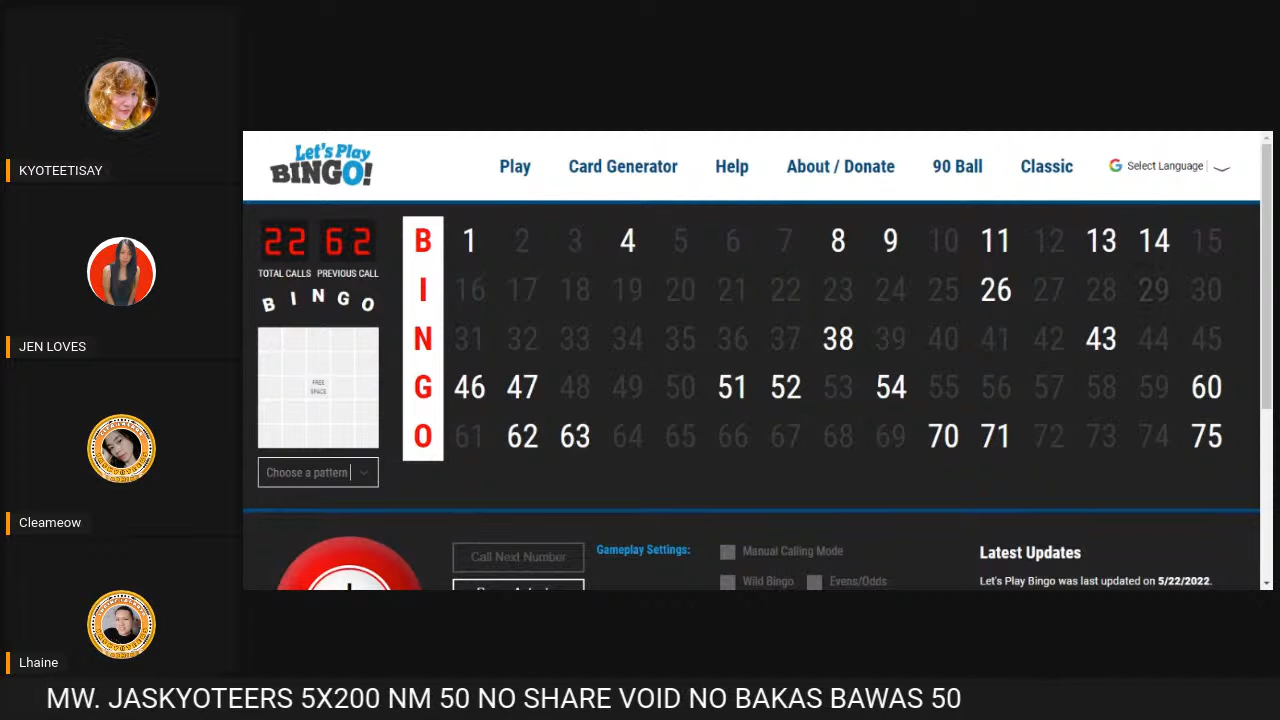 KYOTEETISAY
JEN LOVES
Cleameow
Lhaine
Let's Play
BINGO!
Play Card Generator Help About / Donate 90 Ball Classic Select Language
22 62
TOTAL CALLS PREVIOUS CALL
B I N G O
FREE
SPACE
Choose a pattern
B 1 2 3 4 5 6 7 8 9 10 11 12 13 14 15
I 16 17 18 19 20 21 22 23 24 25 26 27 28 29 30
N 31 32 33 34 35 36 37 38 39 40 41 42 43 44 45
G 46 47 48 49 50 51 52 53 54 55 56 57 58 59 60
O 61 62 63 64 65 66 67 68 69 70 71 72 73 74 75
Call Next Number
Gameplay Settings:
Manual Calling Mode
Wild Bingo Evens/Odds
Latest Updates
Let's Play Bingo was last updated on 5/22/2022.
MW. JASKYOTEERS 5X200 NM 50 NO SHARE VOID NO BAKAS BAWAS 50